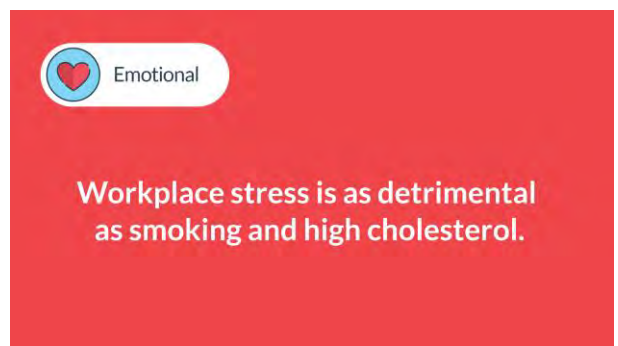 Emotional
Workplace stress is as detrimental
as smoking and high cholesterol.